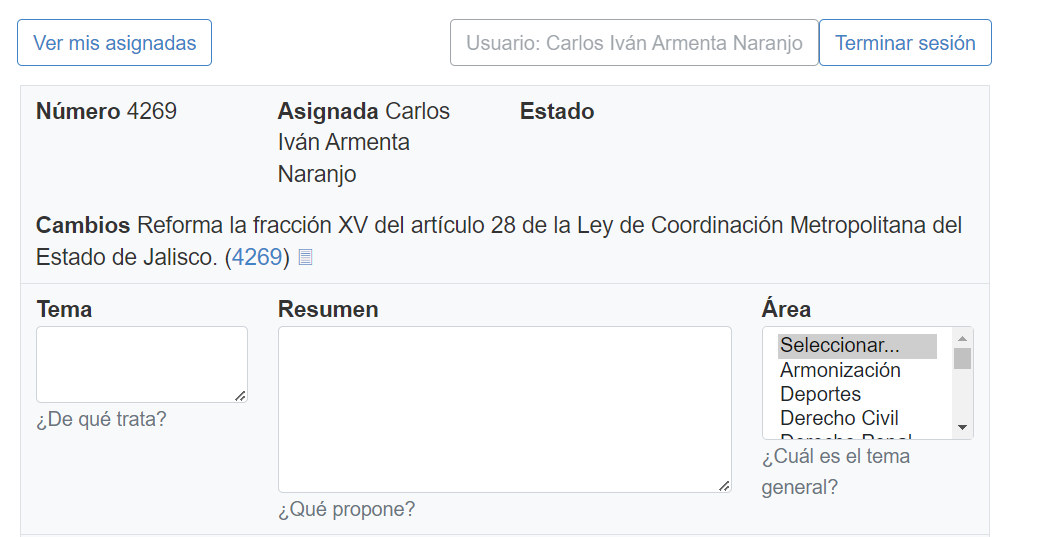 Ver mis asignadas
Usuario: Carlos Iván Armenta Naranjo
Terminar sesión
Número 4269
Asignada Carlos
Iván Armenta
Naranjo
Estado
Cambios Reforma la fracción XV del artículo 28 de la Ley de Coordinación Metropolitana del
Estado de Jalisco. (4269)
Tema
¿De qué trata?
Resumen
¿Qué propone?
Área
Seleccionar...
Armonización
Deportes
Derecho Civil
Derecho Penal
¿Cuál es el tema
general?